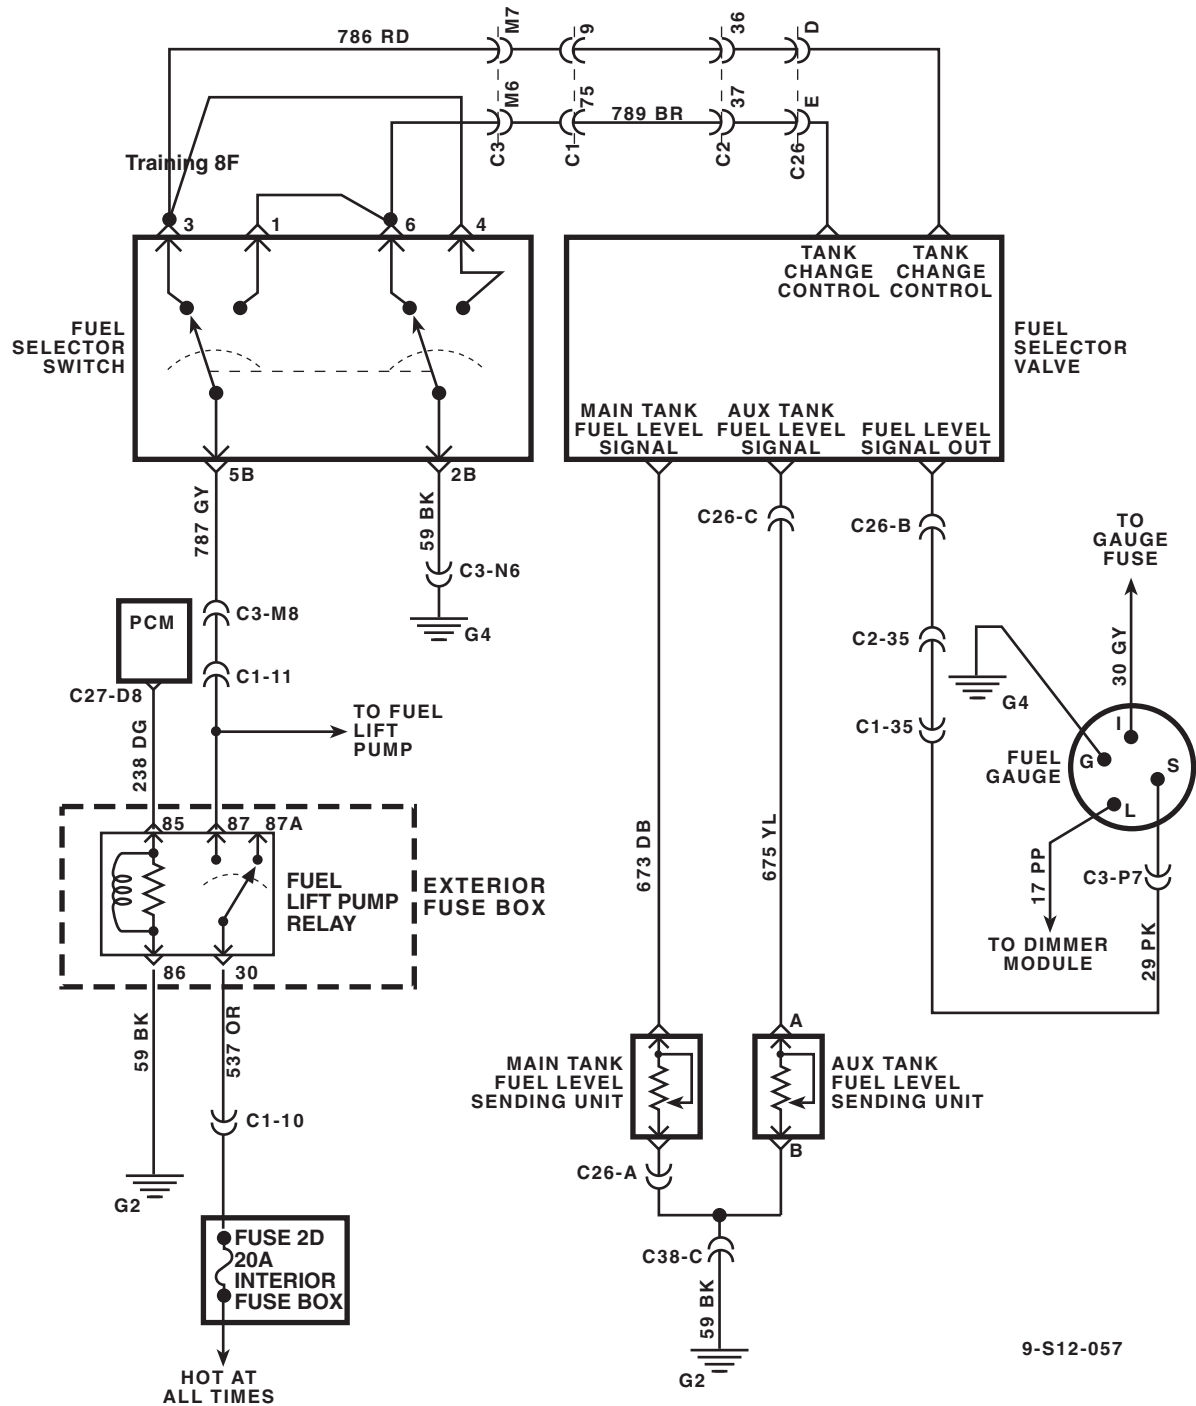 786 RD
M7
9
36
D
M6
75
789 BR
37
E
C3
C1
C2
C26
Training 8F
3
1
6
4
TANK
CHANGE
CONTROL
TANK
CHANGE
CONTROL
FUEL
SELECTOR
SWITCH
FUEL
SELECTOR
VALVE
MAIN TANK
FUEL LEVEL
SIGNAL
AUX TANK
FUEL LEVEL
SIGNAL
FUEL LEVEL
SIGNAL OUT
5B
2B
787 GY
59 BK
C3-N6
G4
C26-C
C26-B
TO
GAUGE
FUSE
PCM
C3-M8
C2-35
30 GY
C27-D8
C1-11
G4
238 DG
TO FUEL
LIFT
PUMP
C1-35
FUEL
GAUGE
I
G
S
L
85
87
87A
FUEL
LIFT PUMP
RELAY
EXTERIOR
FUSE BOX
673 DB
675 YL
17 PP
C3-P7
TO DIMMER
MODULE
29 PK
86
30
59 BK
537 OR
A
MAIN TANK
FUEL LEVEL
SENDING UNIT
AUX TANK
FUEL LEVEL
SENDING UNIT
C1-10
B
C26-A
G2
FUSE 2D
20A
INTERIOR
FUSE BOX
C38-C
59 BK
G2
HOT AT
ALL TIMES
9-S12-057